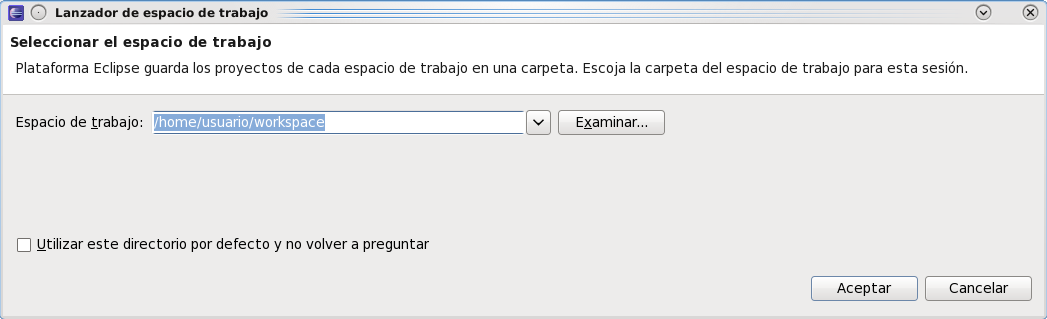 Lanzador de espacio de trabajo
Seleccionar el espacio de trabajo
Plataforma Eclipse guarda los proyectos de cada espacio de trabajo en una carpeta. Escoja la carpeta del espacio de trabajo para esta sesión.
Espacio de trabajo: /home/usuario/workspace Examinar...
Utilizar este directorio por defecto y no volver a preguntar
Aceptar Cancelar